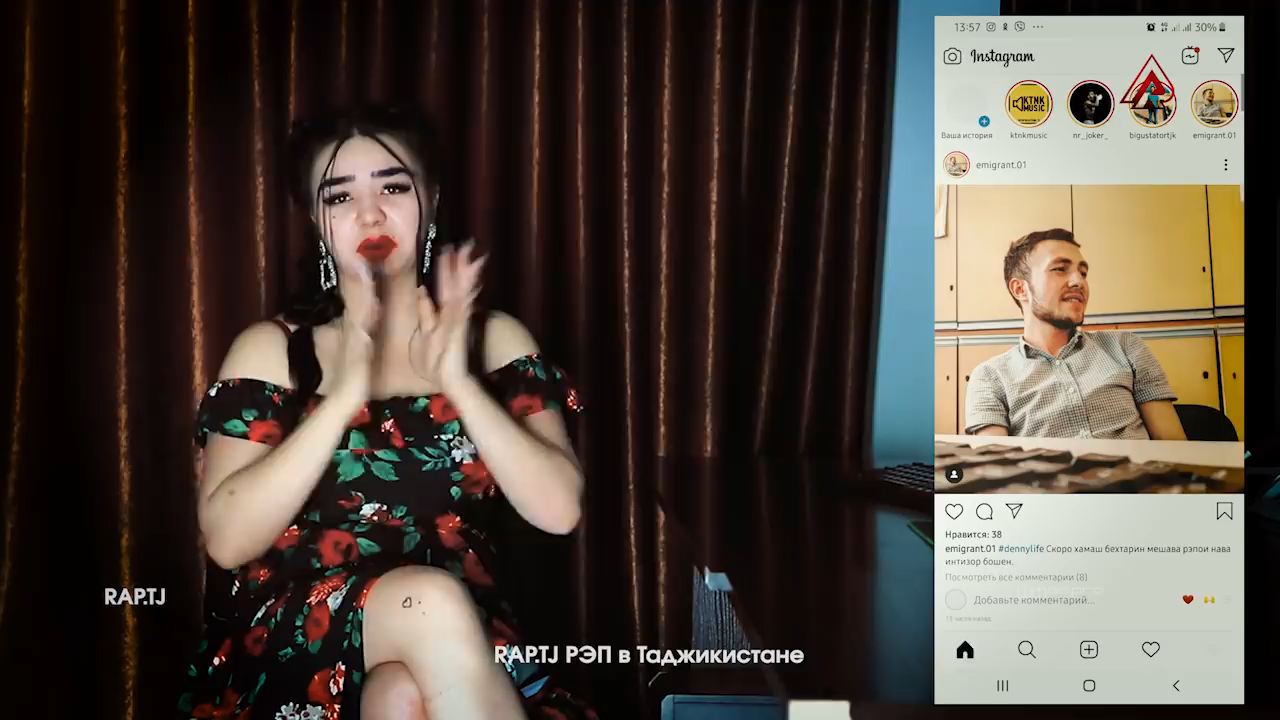 13:57
30%
Instagram
KTNK
MUSIC
Ваша история
ktnkmusic
nr_joker_
bigustatortjk
emigrant.01
emigrant.01
Нравится: 38
emigrant.01 #dennylife Скоро хамаш бехтарин мешава рэпои нава
интизор бошен.
Посмотреть все комментарии (8)
Добавьте комментарий...
RAP.TJ
RAP.TJ РЭП в Таджикистане